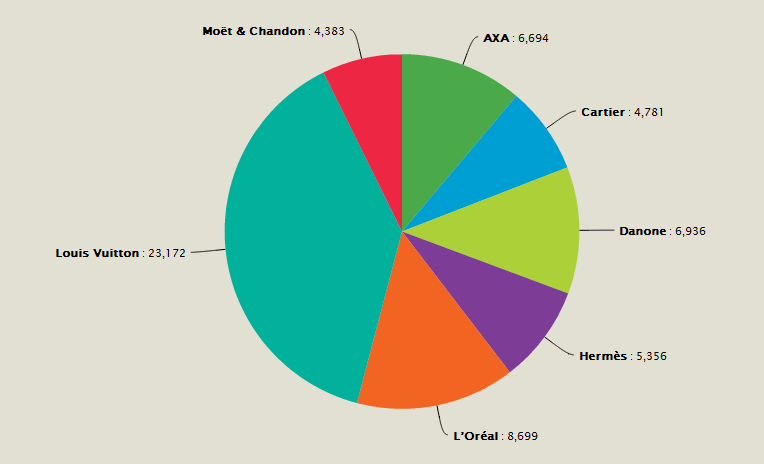 Moët & Chandon : 4,383
AXA : 6,694
Cartier : 4,781
Danone : 6,936
Louis Vuitton : 23,172
Hermès : 5,356
L'Oréal : 8,699